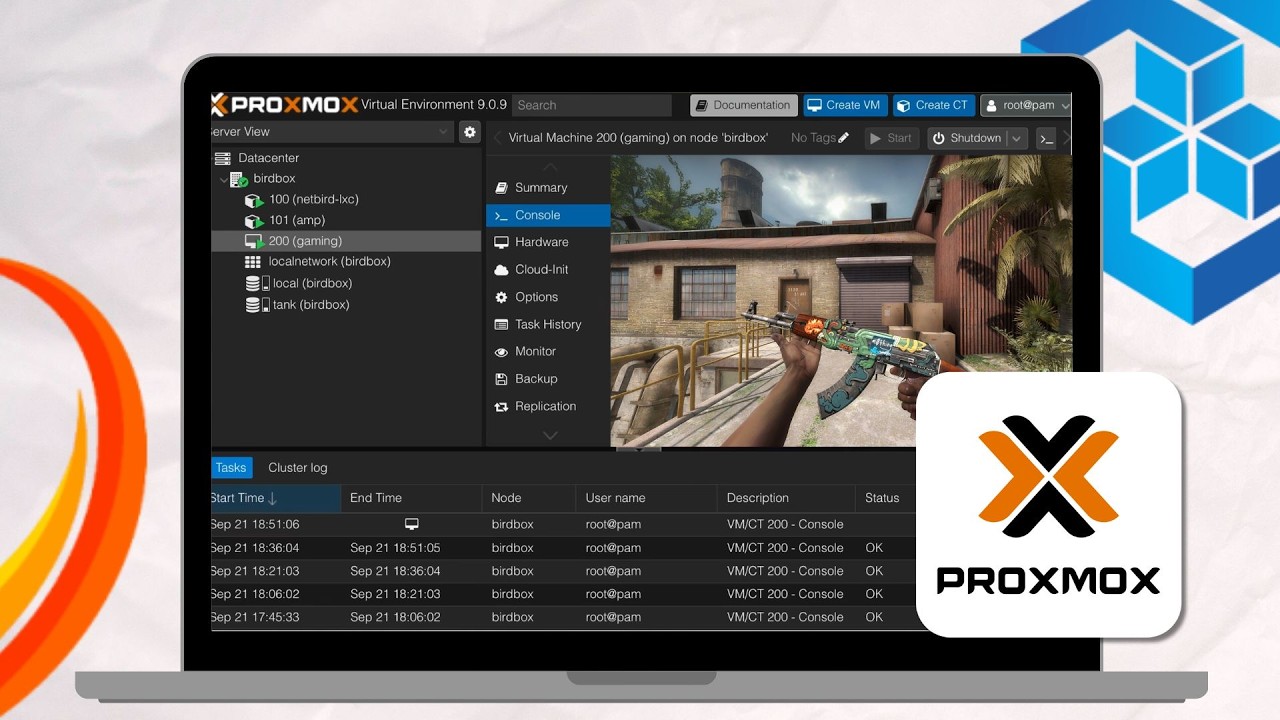 PROXMOX Virtual Environment 9.0.9 Search Documentation Create VM Create CT root@pam
erver View
Virtual Machine 200 (gaming) on node 'birdbox' No Tags Start Shutdown
Datacenter
birdbox
100 (netbird-lxc)
101 (amp)
200 (gaming)
localnetwork (birdbox)
local (birdbox)
tank (birdbox)
Summary
Console
Hardware
Cloud-Init
Options
Task History
Monitor
Backup
Replication
Tasks Cluster log
Start Time End Time Node User name Description Status
Sep 21 18:51:06 birdbox root@pam VM/CT 200 - Console
Sep 21 18:36:04 Sep 21 18:51:05 birdbox root@pam VM/CT 200 - Console OK
Sep 21 18:21:03 Sep 21 18:36:04 birdbox root@pam VM/CT 200 - Console OK
Sep 21 18:06:02 Sep 21 18:21:03 birdbox root@pam VM/CT 200 - Console OK
Sep 21 17:45:33 Sep 21 18:06:02 birdbox root@pam VM/CT 200 - Console OK
PROXMOX